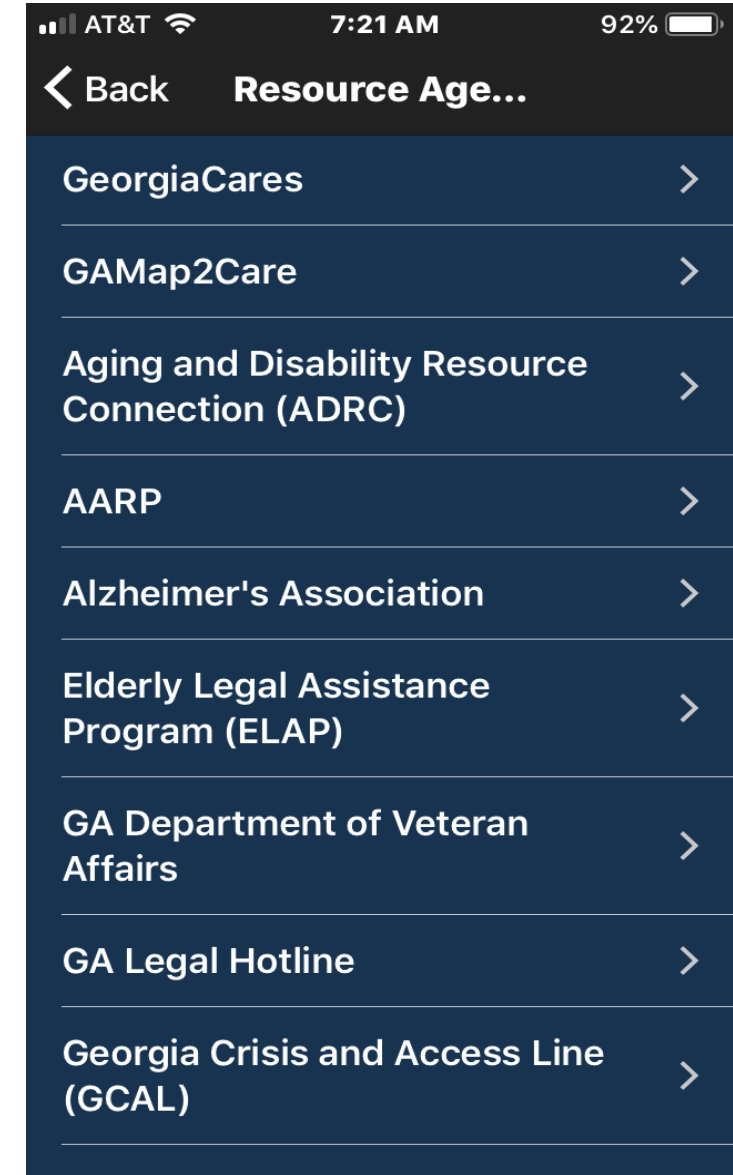 AT&T 7:21 AM 92%
Back Resource Age...
GeorgiaCares
GAMap2Care
Aging and Disability Resource
Connection (ADRC)
AARP
Alzheimer's Association
Elderly Legal Assistance
Program (ELAP)
GA Department of Veteran
Affairs
GA Legal Hotline
Georgia Crisis and Access Line
(GCAL)